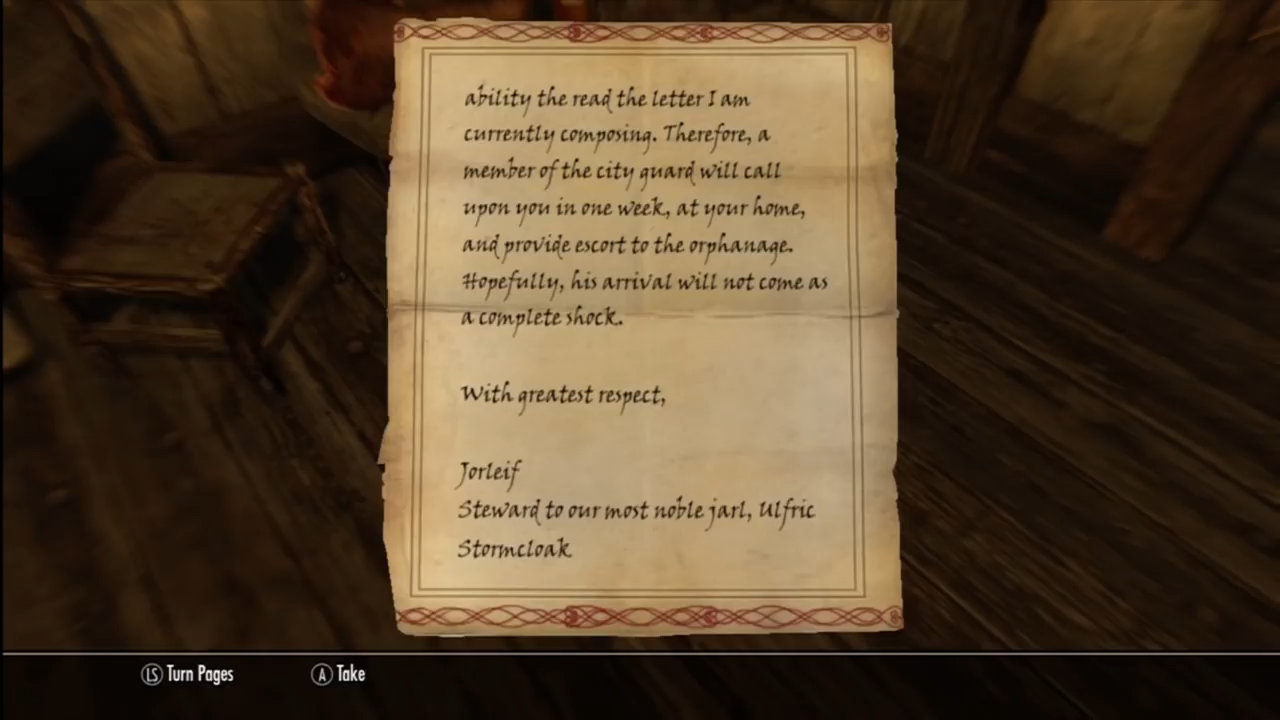 ability the read the letter I am
currently composing. Therefore, a
member of the city guard will call
upon you in one week, at your home,
and provide escort to the orphanage.
Hopefully, his arrival will not come as
a complete shock.
With greatest respect,
Jorleif
Steward to our most noble jarl, Ulfric
Stormcloak
LS Turn Pages A Take